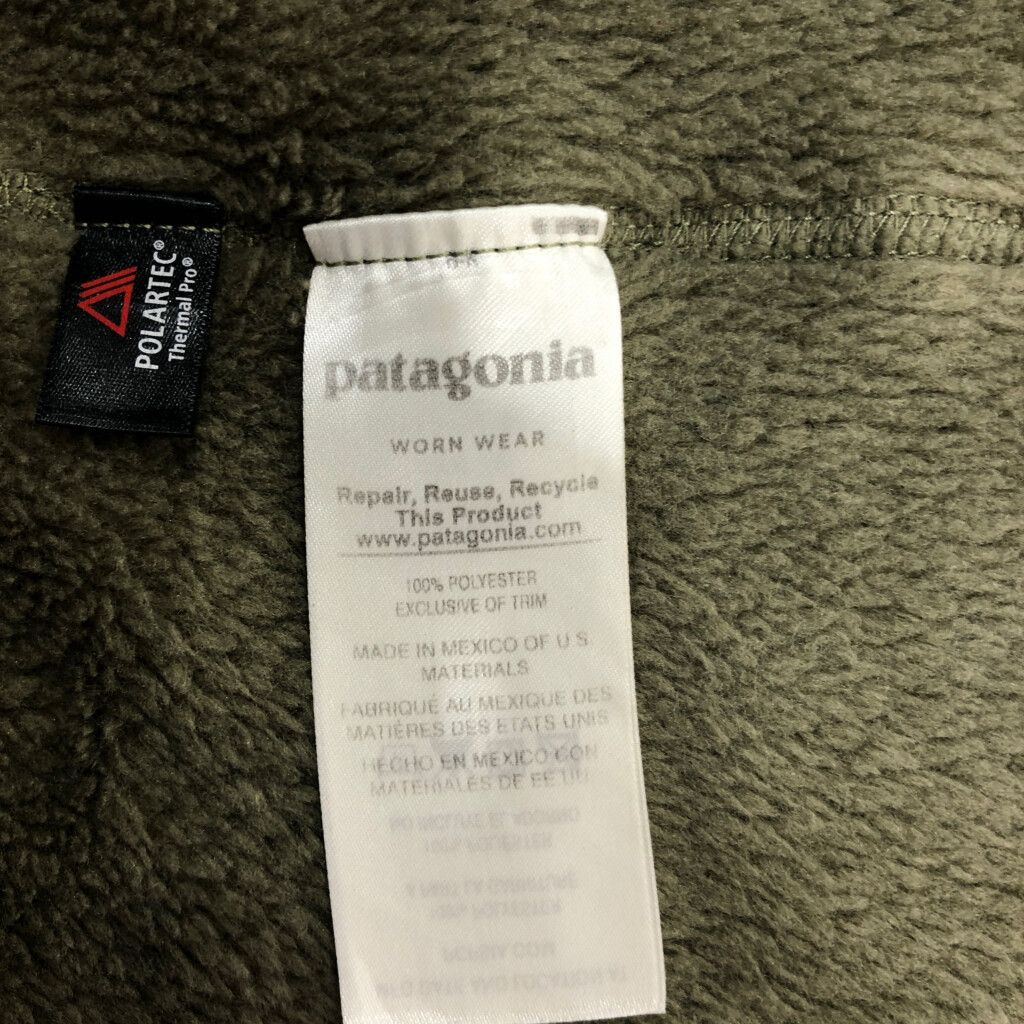 POLARTEC®
Thermal Pro®
patagonia
WORN WEAR
Repair, Reuse, Recycle
This Product
www.patagonia.com
100% POLYESTER
EXCLUSIVE OF TRIM
MADE IN MEXICO OF U S
MATERIALS
FABRIQUÉ AU MEXIQUE DES
MATIÈRES DES ETATS UNIS
HECHO EN MEXICO CON
MATERIALES DE EE UU